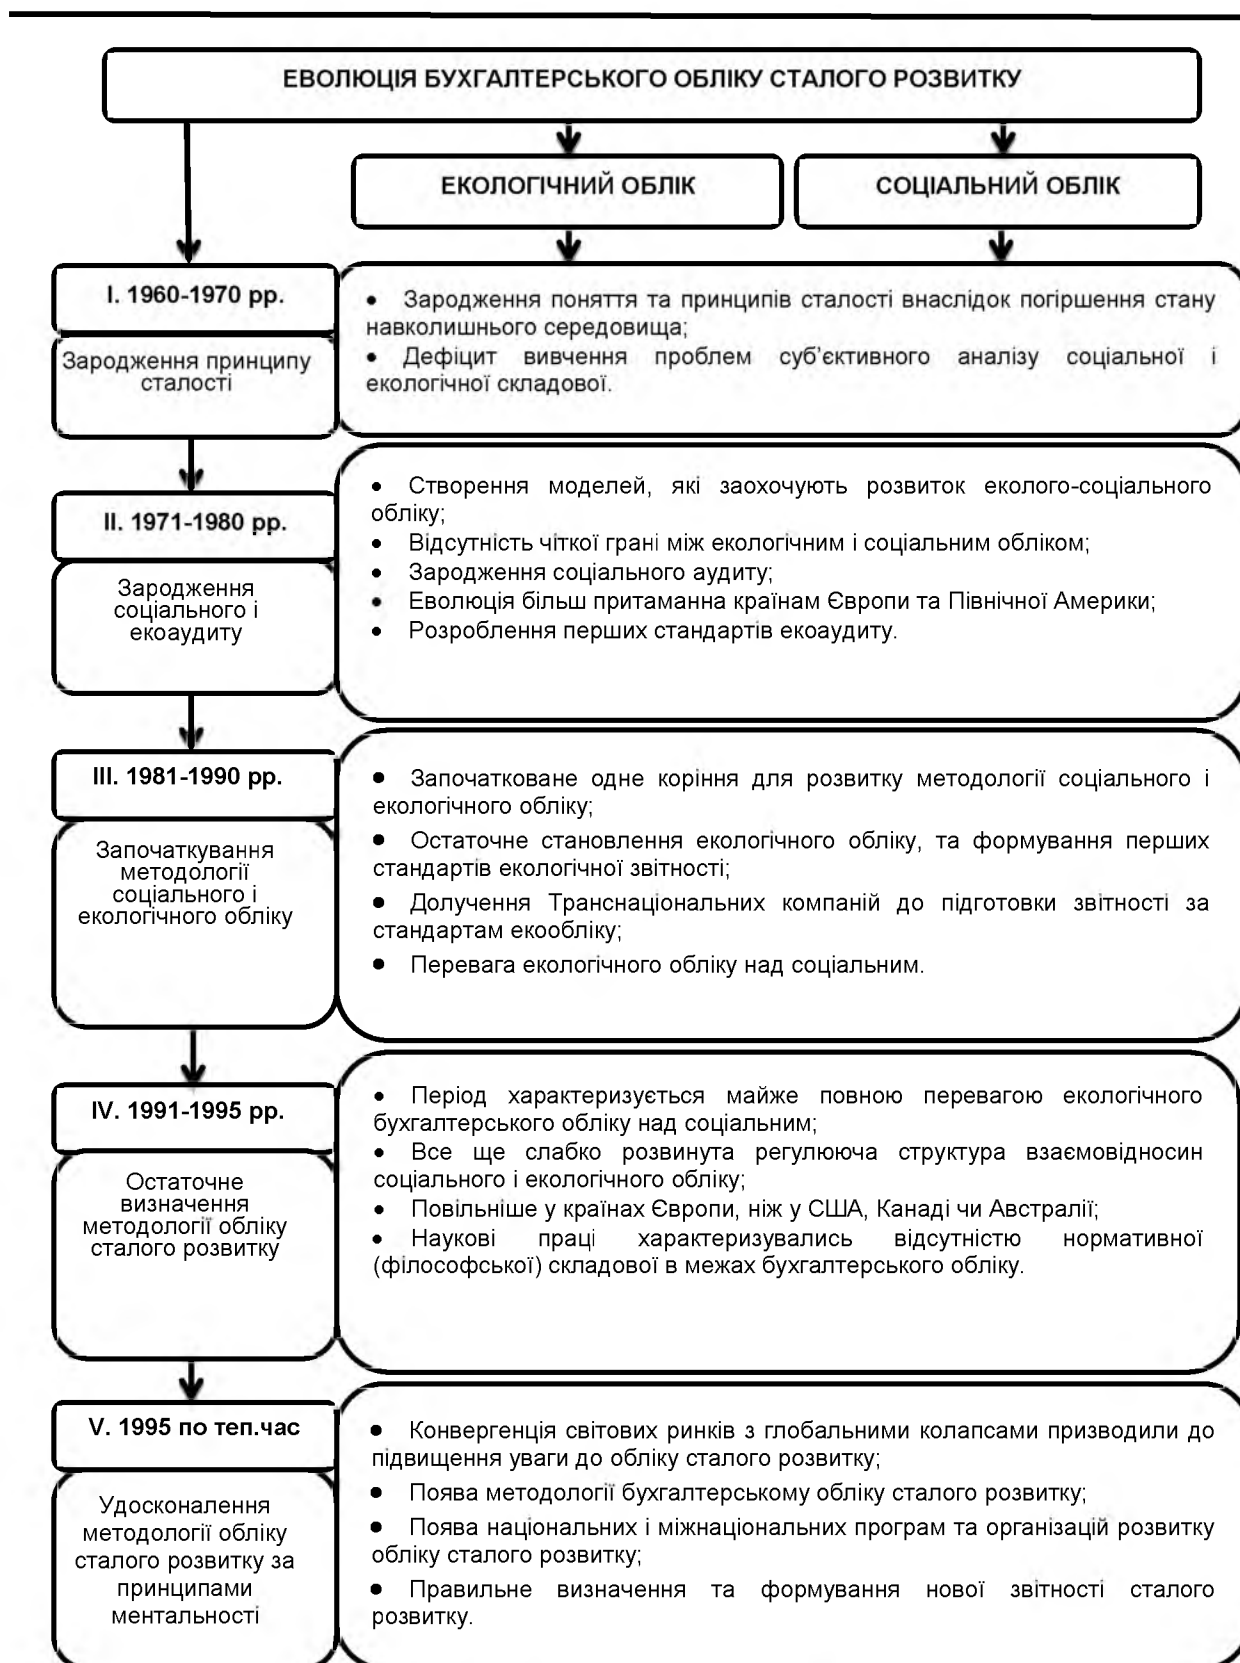 ЕВОЛЮЦІЯ БУХГАЛТЕРСЬКОГО ОБЛІКУ СТАЛОГО РОЗВИТКУ
ЕКОЛОГІЧНИЙ ОБЛІК
СОЦІАЛЬНИЙ ОБЛІК
I. 1960-1970 рр.
Зародження принципу
сталості
• Зародження поняття та принципів сталості внаслідок погіршення стану
навколишнього середовища;
• Дефіцит вивчення проблем суб’єктивного аналізу соціальної і
екологічної складової.
II. 1971-1980 рр.
Зародження
соціального і
екоаудиту
• Створення моделей, які заохочують розвиток еколого-соціального
обліку;
• Відсутність чіткої грані між екологічним і соціальним обліком;
• Зародження соціального аудиту;
• Еволюція більш притаманна країнам Європи та Північної Америки;
• Розроблення перших стандартів екоаудиту.
III. 1981-1990 рр.
Започаткування
методології
соціального і
екологічного обліку
• Започатковане одне коріння для розвитку методології соціального і
екологічного обліку;
• Остаточне становлення екологічного обліку, та формування перших
стандартів екологічної звітності;
• Долучення Транснаціональних компаній до підготовки звітності за
стандартам екообліку;
• Перевага екологічного обліку над соціальним.
IV. 1991-1995 рр.
Остаточне
визначення
методології обліку
сталого розвитку
• Період характеризується майже повною перевагою екологічного
бухгалтерського обліку над соціальним;
• Все ще слабко розвинута регулююча структура взаємовідносин
соціального і екологічного обліку;
• Повільніше у країнах Європи, ніж у США, Канаді чи Австралії;
• Наукові праці характеризувались відсутністю нормативної
(філософської) складової в межах бухгалтерського обліку.
V. 1995 по теп.час
Удосконалення
методології обліку
сталого розвитку за
принципами
ментальності
• Конвергенція світових ринків з глобальними колапсами призводили до
підвищення уваги до обліку сталого розвитку;
• Поява методології бухгалтерському обліку сталого розвитку;
• Поява національних і міжнаціональних програм та організацій розвитку
обліку сталого розвитку;
• Правильне визначення та формування нової звітності сталого
розвитку.